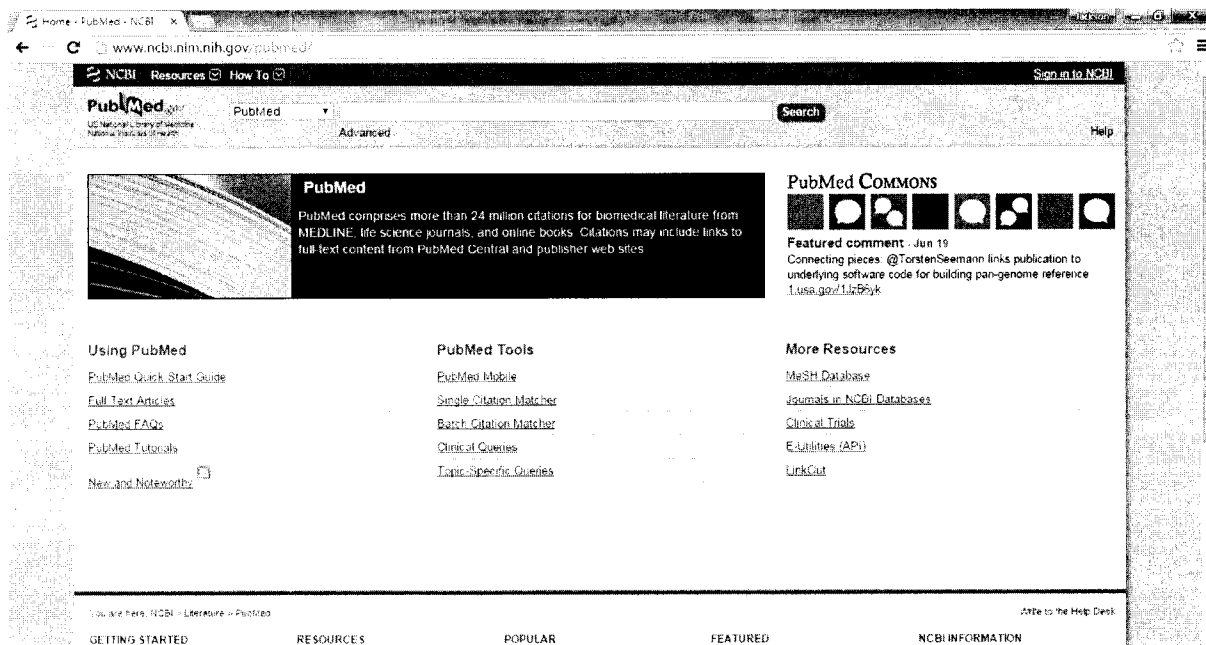 Home - PubMed - NCBI
www.ncbi.nlm.nih.gov/pubmed/
NCBI Resources How To Sign in to NCBI
PubMed.gov
US National Library of Medicine
National Institutes of Health
PubMed
Search
Advanced
Help
PubMed
PubMed comprises more than 24 million citations for biomedical literature from
MEDLINE, life science journals, and online books. Citations may include links to
full-text content from PubMed Central and publisher web sites
PubMed COMMONS
Featured comment - Jun 19
Connecting pieces: @TorstenSeemann links publication to
underlying software code for building pan-genome reference
Using PubMed
PubMed Quick Start Guide
Full Text Articles
PubMed FAQs
PubMed Tutorials
New and Noteworthy
PubMed Tools
PubMed Mobile
Single Citation Matcher
Batch Citation Matcher
Clinical Queries
Topic-Specific Queries
More Resources
MeSH Database
Journals in NCBI Databases
Clinical Trials
E-Utilities (API)
LinkOut
You are here: NCBI > Literature > PubMed
Write to the Help Desk
GETTING STARTED RESOURCES POPULAR FEATURED NCBI INFORMATION